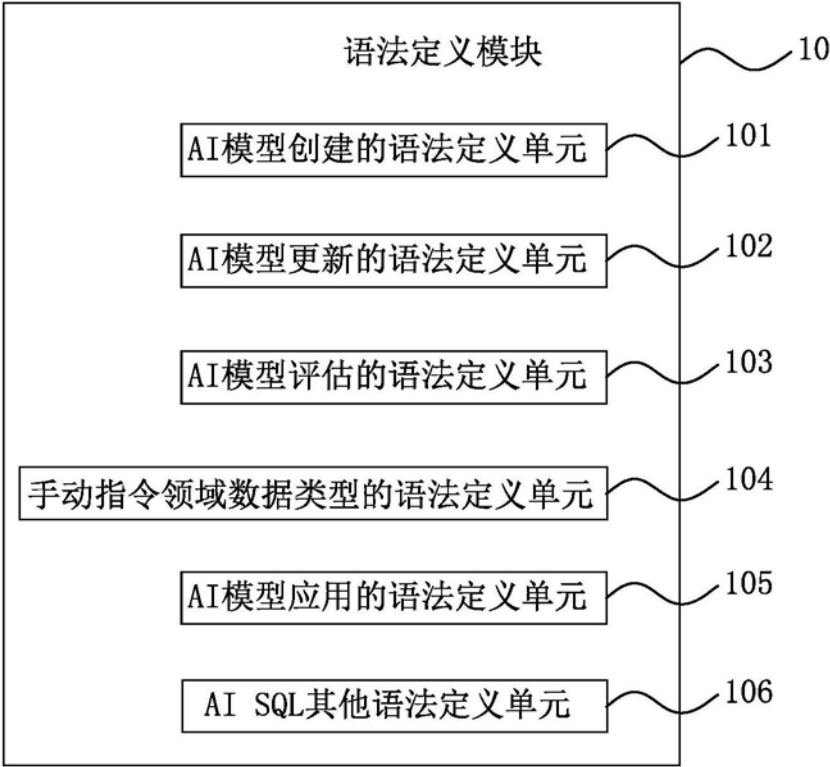 语法定义模块 10
AI模型创建的语法定义单元 101
AI模型更新的语法定义单元 102
AI模型评估的语法定义单元 103
手动指令领域数据类型的语法定义单元 104
AI模型应用的语法定义单元 105
AI SQL其他语法定义单元 106